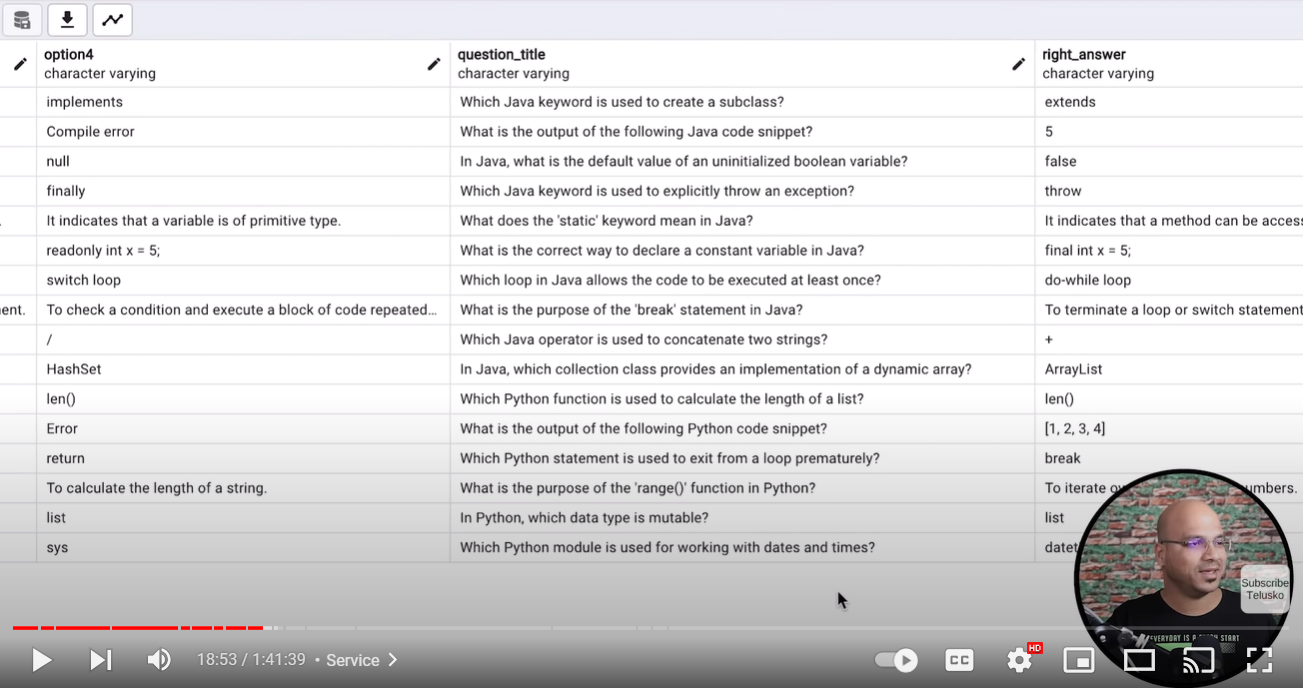 option4 question_title right_answer
character varying character varying character varying
implements Which Java keyword is used to create a subclass? extends
Compile error What is the output of the following Java code snippet? 5
null In Java, what is the default value of an uninitialized boolean variable? false
finally Which Java keyword is used to explicitly throw an exception? throw
. It indicates that a variable is of primitive type. What does the 'static' keyword mean in Java? It indicates that a method can be access
readonly int x = 5; What is the correct way to declare a constant variable in Java? final int x = 5;
switch loop Which loop in Java allows the code to be executed at least once? do-while loop
ent. To check a condition and execute a block of code repeated... What is the purpose of the 'break' statement in Java? To terminate a loop or switch statement
/ Which Java operator is used to concatenate two strings? +
HashSet In Java, which collection class provides an implementation of a dynamic array? ArrayList
len() Which Python function is used to calculate the length of a list? len()
Error What is the output of the following Python code snippet? [1, 2, 3, 4]
return Which Python statement is used to exit from a loop prematurely? break
To calculate the length of a string. What is the purpose of the 'range()' function in Python? To iterate ov umbers.
list In Python, which data type is mutable? list
sys Which Python module is used for working with dates and times? datet
Subscribe
Telusko
EVERYDAY IS A START
18:53 / 1:41:39 • Service CC HD